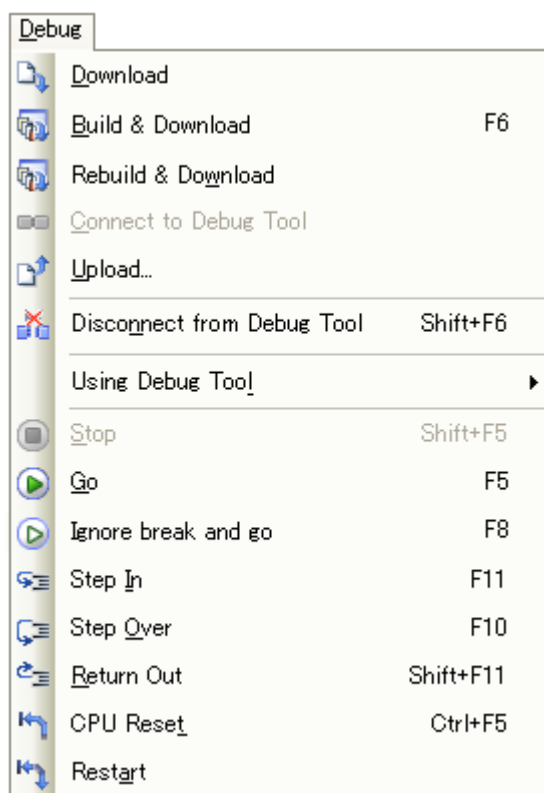 Debug
Download
Build & Download F6
Rebuild & Download
Connect to Debug Tool
Upload...
Disconnect from Debug Tool Shift+F6
Using Debug Tool
Stop Shift+F5
Go F5
Ignore break and go F8
Step In F11
Step Over F10
Return Out Shift+F11
CPU Reset Ctrl+F5
Restart